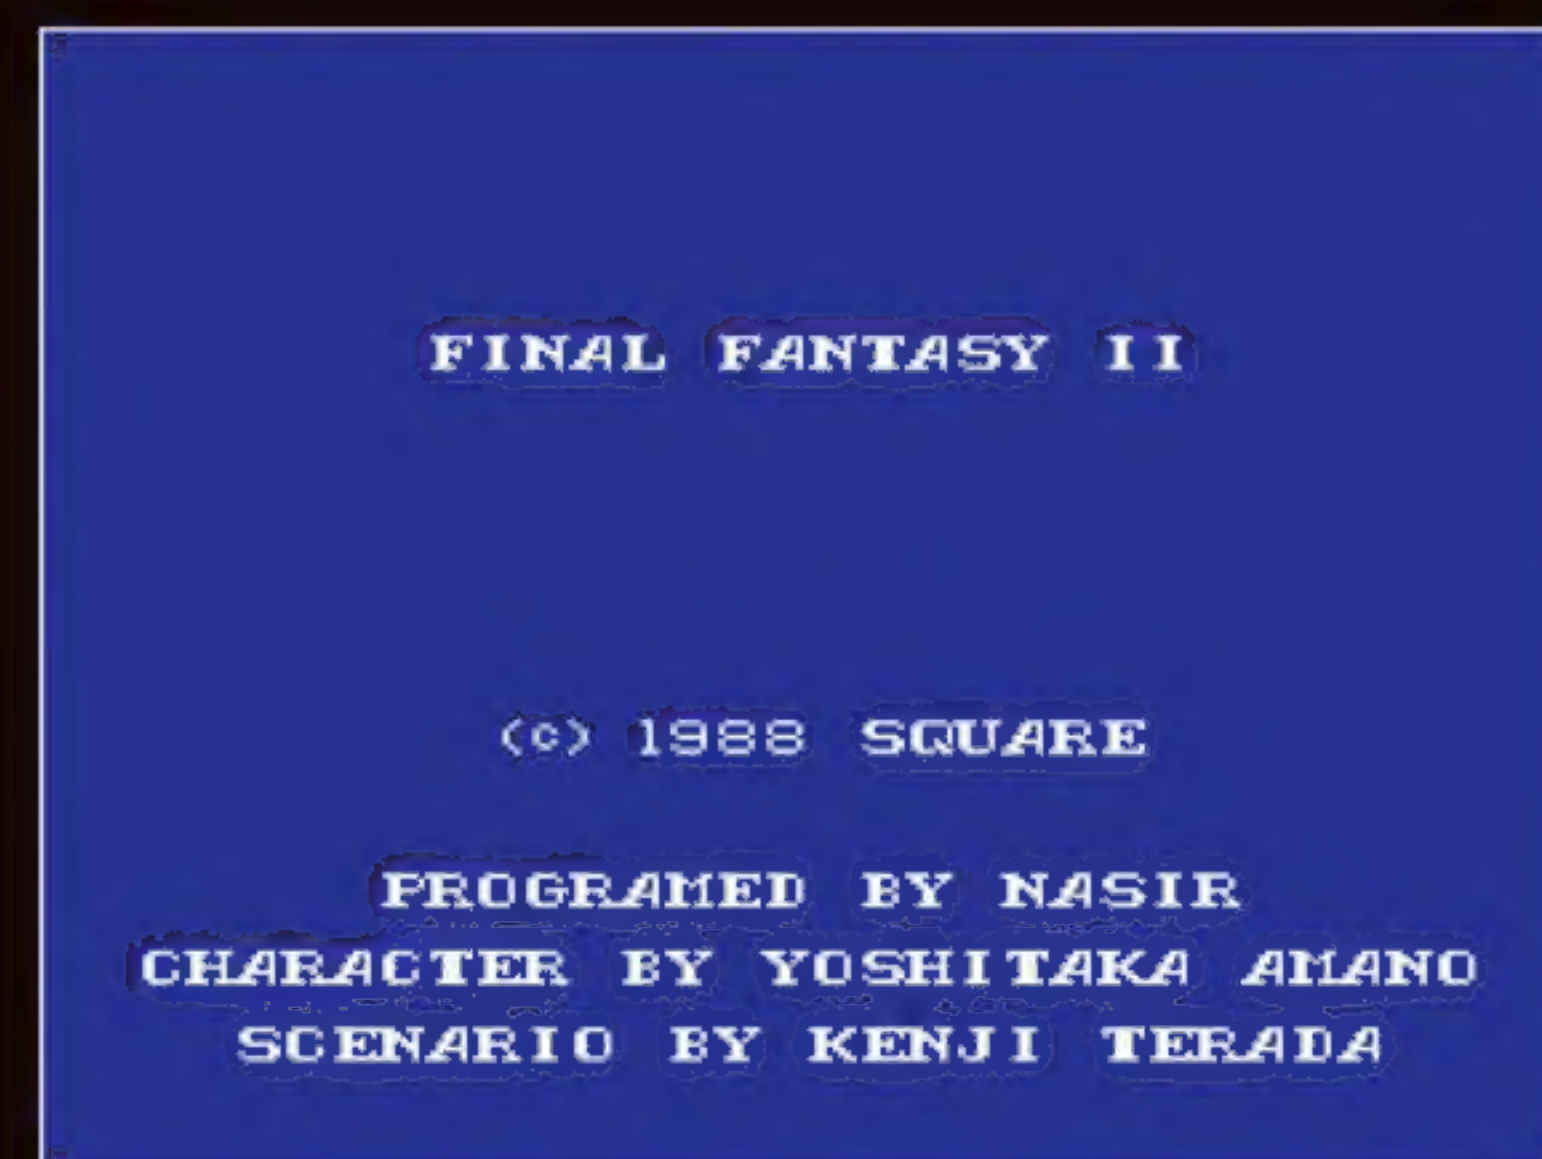 FINAL FANTASY II
(c) 1988 SQUARE
PROGRAMED BY NASIR
CHARACTER BY YOSHITAKA AMANO
SCENARIO BY KENJI TERADA